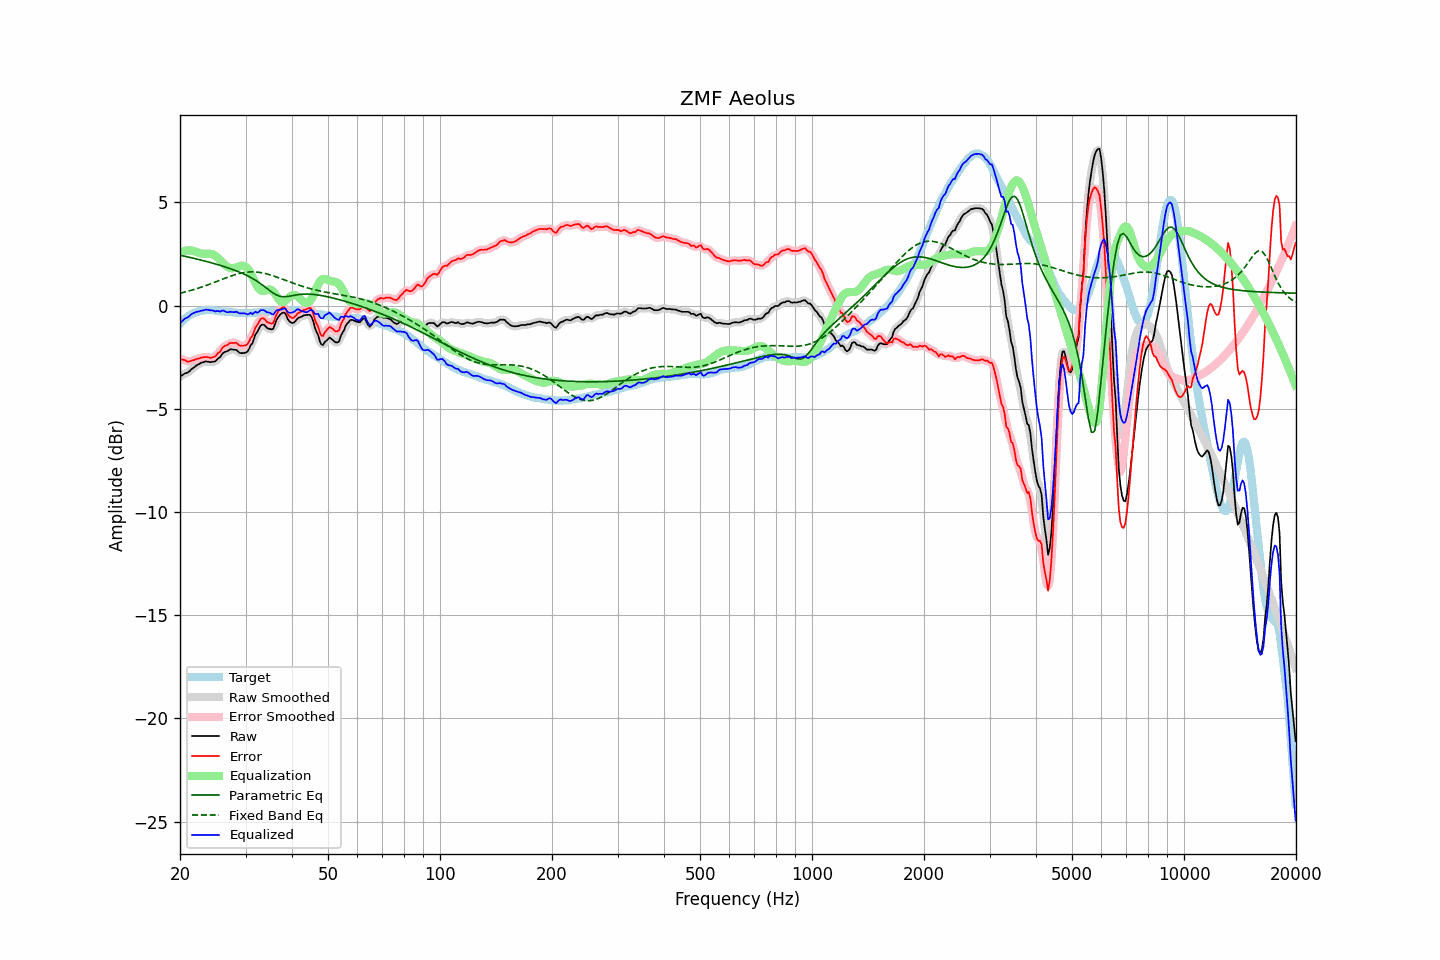 ZMF Aeolus
Amplitude (dBr)
5
0
−5
−10
−15
−20
−25
Target
Raw Smoothed
Error Smoothed
Raw
Error
Equalization
Parametric Eq
Fixed Band Eq
Equalized
20 50 100 200 500 1000 2000 5000 10000 20000
Frequency (Hz)